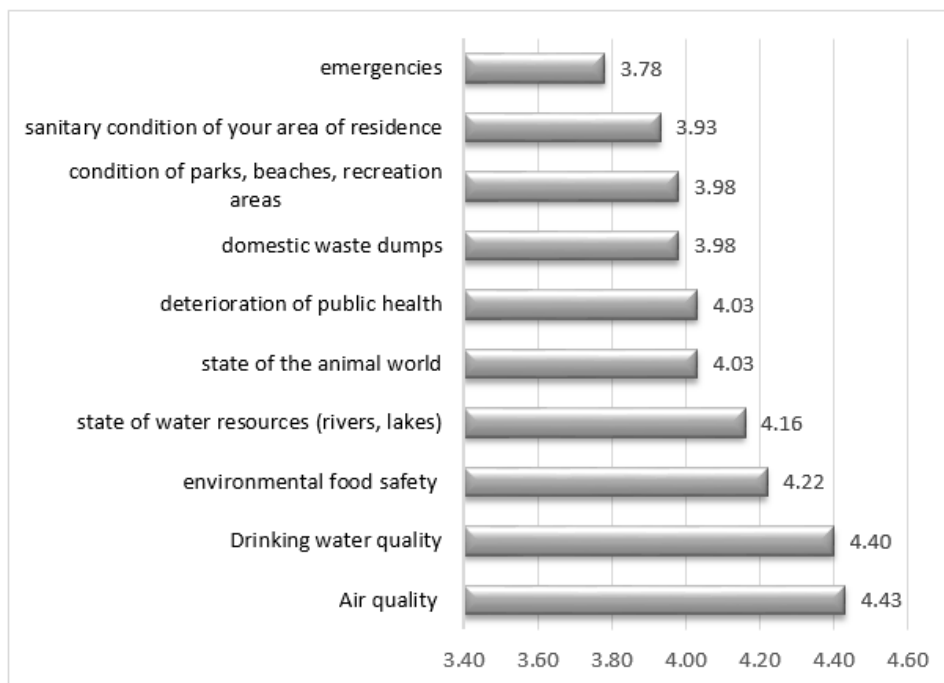 emergencies
3.78
sanitary condition of your area of residence
3.93
condition of parks, beaches, recreation
areas
3.98
domestic waste dumps
3.98
deterioration of public health
4.03
state of the animal world
4.03
state of water resources (rivers, lakes)
4.16
environmental food safety
4.22
Drinking water quality
4.40
Air quality
4.43
3.40 3.60 3.80 4.00 4.20 4.40 4.60